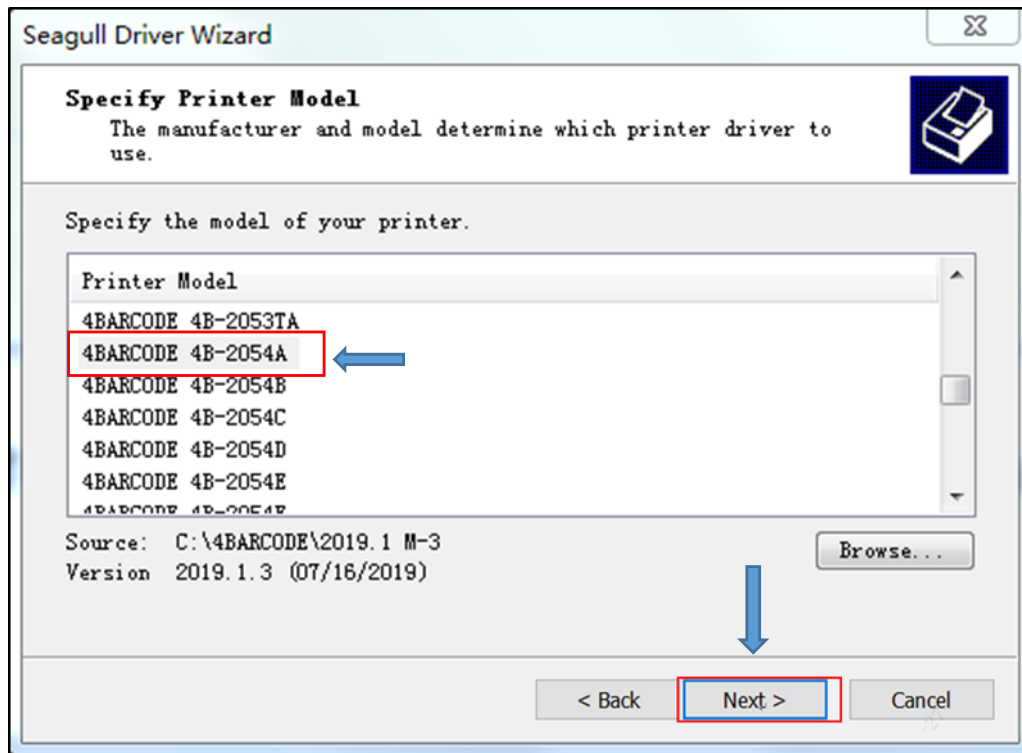 Seagull Driver Wizard
Specify Printer Model
The manufacturer and model determine which printer driver to
use.
Specify the model of your printer.
Printer Model
4BARCODE 4B-2053TA
4BARCODE 4B-2054A
4BARCODE 4B-2054B
4BARCODE 4B-2054C
4BARCODE 4B-2054D
4BARCODE 4B-2054E
Source: C:\4BARCODE\2019.1 M-3
Browse...
Version 2019.1.3 (07/16/2019)
< Back Next > Cancel